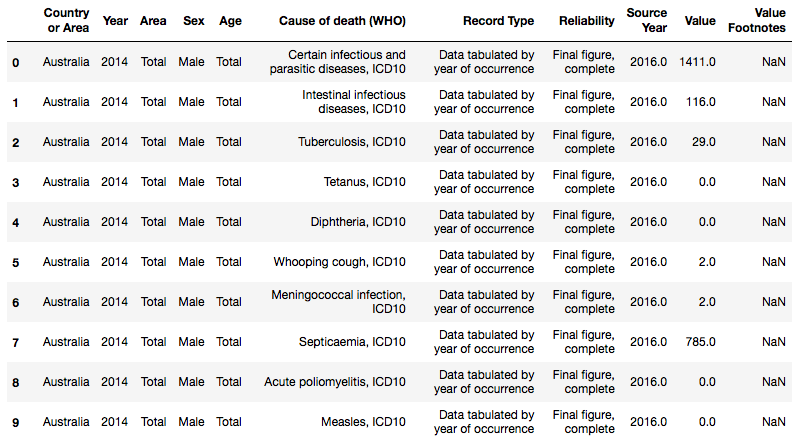 Country or Area Year Area Sex Age Cause of death (WHO) Record Type Reliability Source Year Value Value Footnotes
0 Australia 2014 Total Male Total Certain infectious and parasitic diseases, ICD10 Data tabulated by year of occurrence Final figure, complete 2016.0 1411.0 NaN
1 Australia 2014 Total Male Total Intestinal infectious diseases, ICD10 Data tabulated by year of occurrence Final figure, complete 2016.0 116.0 NaN
2 Australia 2014 Total Male Total Tuberculosis, ICD10 Data tabulated by year of occurrence Final figure, complete 2016.0 29.0 NaN
3 Australia 2014 Total Male Total Tetanus, ICD10 Data tabulated by year of occurrence Final figure, complete 2016.0 0.0 NaN
4 Australia 2014 Total Male Total Diphtheria, ICD10 Data tabulated by year of occurrence Final figure, complete 2016.0 0.0 NaN
5 Australia 2014 Total Male Total Whooping cough, ICD10 Data tabulated by year of occurrence Final figure, complete 2016.0 2.0 NaN
6 Australia 2014 Total Male Total Meningococcal infection, ICD10 Data tabulated by year of occurrence Final figure, complete 2016.0 2.0 NaN
7 Australia 2014 Total Male Total Septicaemia, ICD10 Data tabulated by year of occurrence Final figure, complete 2016.0 785.0 NaN
8 Australia 2014 Total Male Total Acute poliomyelitis, ICD10 Data tabulated by year of occurrence Final figure, complete 2016.0 0.0 NaN
9 Australia 2014 Total Male Total Measles, ICD10 Data tabulated by year of occurrence Final figure, complete 2016.0 0.0 NaN